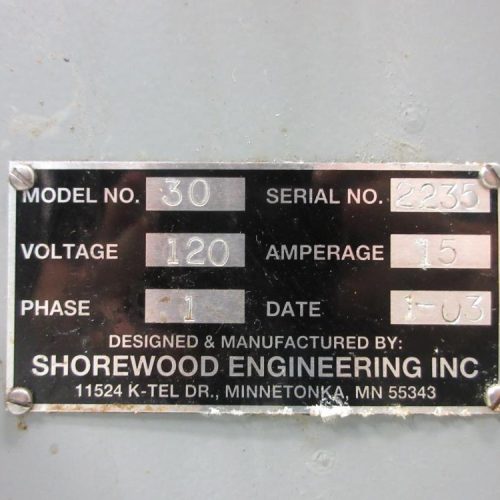 MODEL NO. 30 SERIAL NO. 2235
VOLTAGE 120 AMPERAGE 15
PHASE 1 DATE 1-03
DESIGNED & MANUFACTURED BY:
SHOREWOOD ENGINEERING INC
11524 K-TEL DR., MINNETONKA, MN 55343